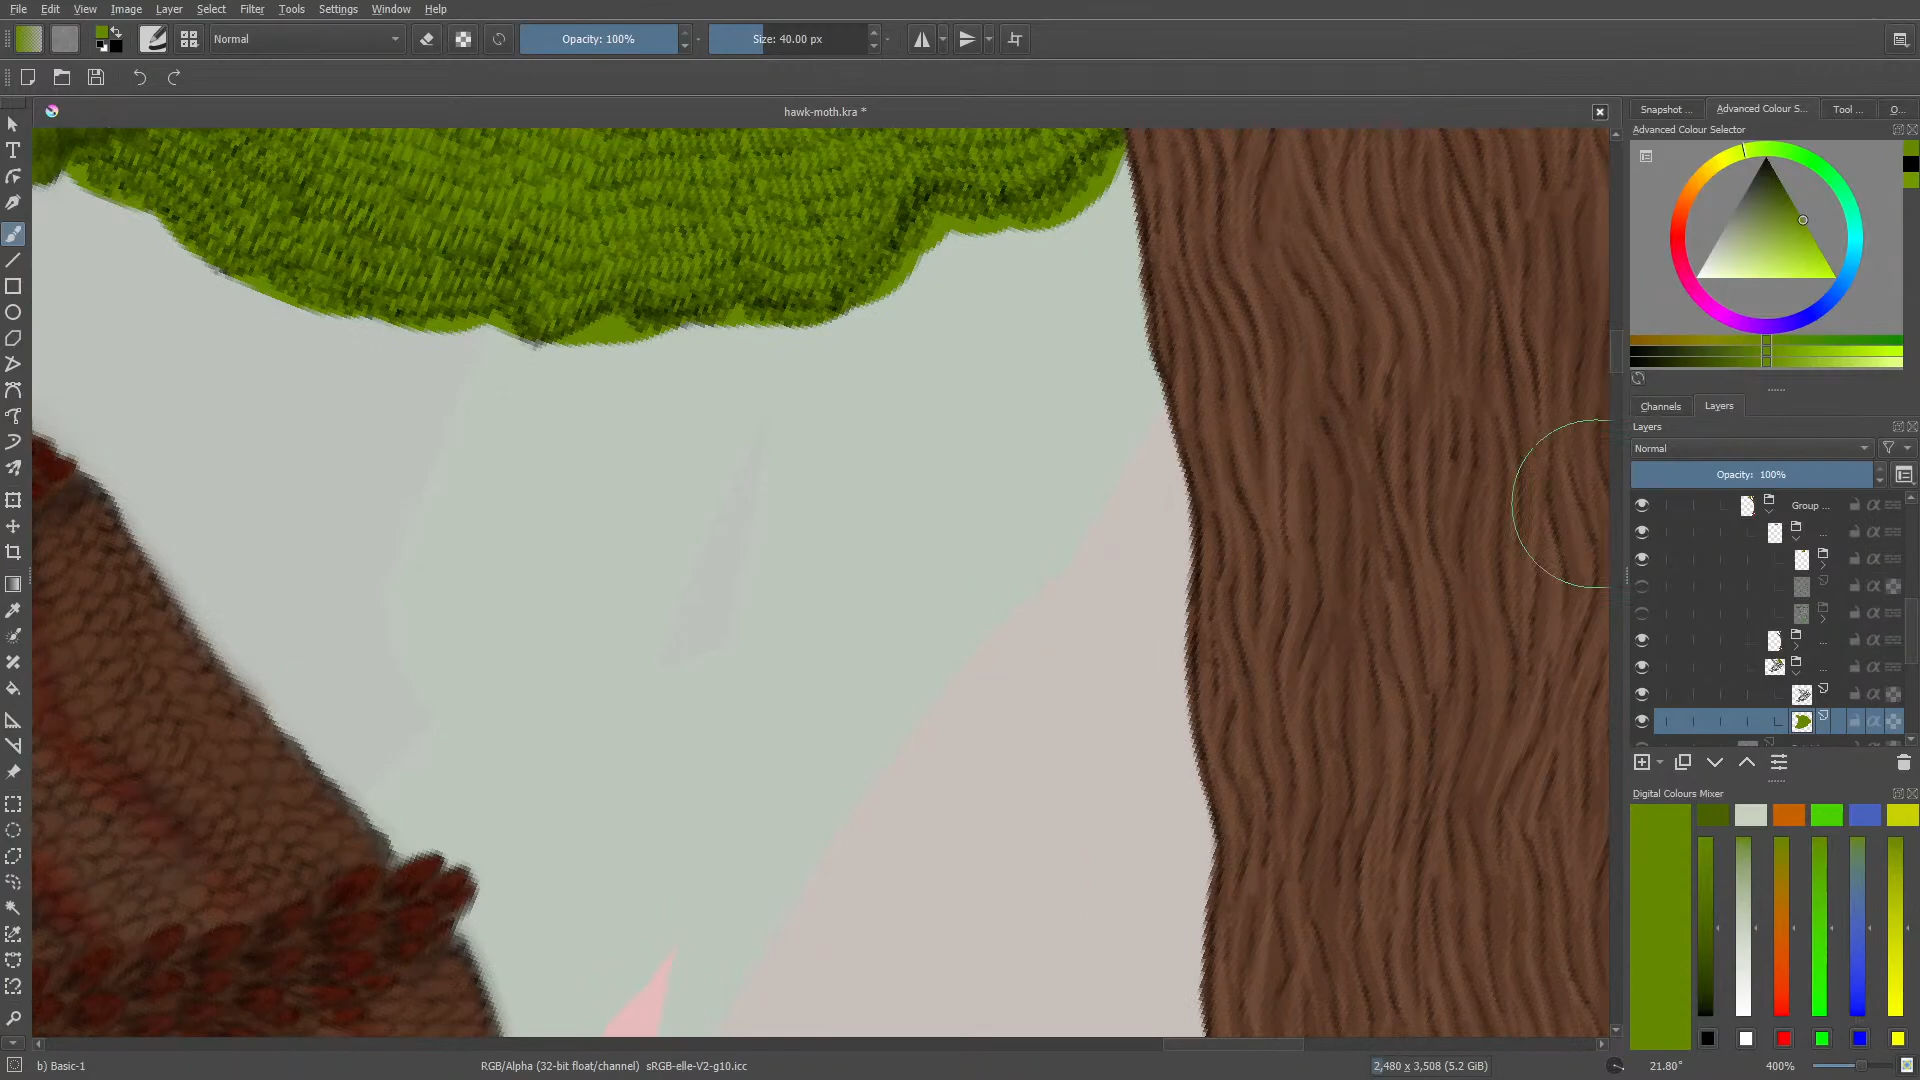 File Edit View Image Layer Select Filter Tools Settings Window Help
Normal
Opacity: 100%
Size: 40.00 px
hawk-moth.kra *
Snapshot ...
Advanced Colour S...
Tool ...
O...
Advanced Colour Selector
Channels
Layers
Layers
Normal
Opacity: 100%
Group ...
...
...
...
Digital Colours Mixer
b) Basic-1
RGB/Alpha (32-bit float/channel) sRGB-elle-V2-g10.icc
2,480 x 3,508 (5.2 GiB)
21.80°
400%